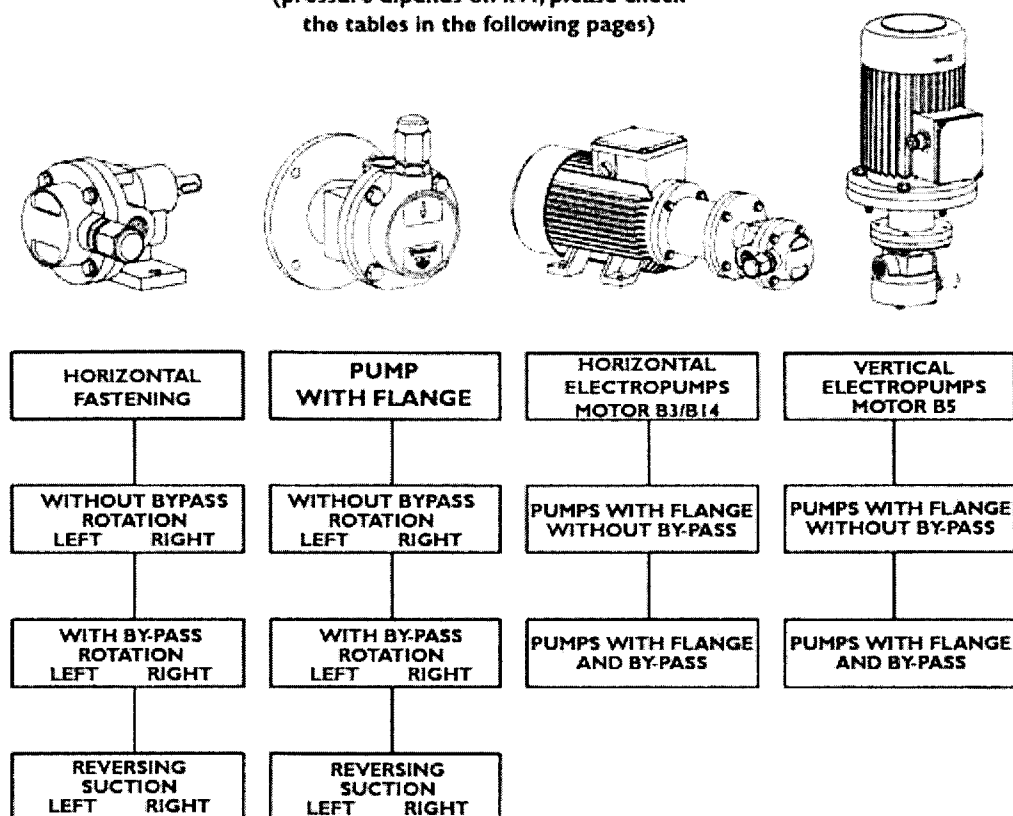 the tables in the following pages)
HORIZONTAL
FASTENING
PUMP
WITH FLANGE
HORIZONTAL
ELECTROPUMPS
MOTOR B3/B14
VERTICAL
ELECTROPUMPS
MOTOR B5
WITHOUT BYPASS
ROTATION
LEFT RIGHT
WITHOUT BYPASS
ROTATION
LEFT RIGHT
PUMPS WITH FLANGE
WITHOUT BY-PASS
PUMPS WITH FLANGE
WITHOUT BY-PASS
WITH BY-PASS
ROTATION
LEFT RIGHT
WITH BY-PASS
ROTATION
LEFT RIGHT
PUMPS WITH FLANGE
AND BY-PASS
PUMPS WITH FLANGE
AND BY-PASS
REVERSING
SUCTION
LEFT RIGHT
REVERSING
SUCTION
LEFT RIGHT